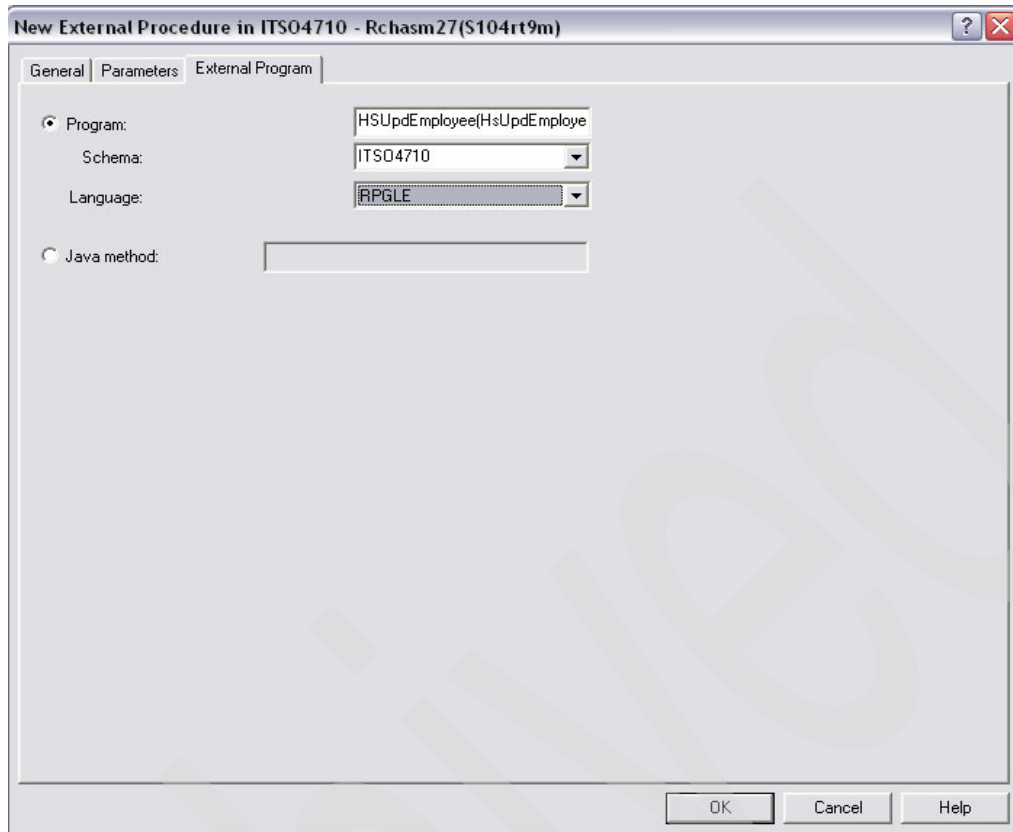 New External Procedure in ITSO4710 - Rchasm27(S104rt9m)
General Parameters External Program
Program: HSUpdEmployee(HsUpdEmploye
Schema: ITSO4710
Language: RPGLE
Java method:
OK Cancel Help